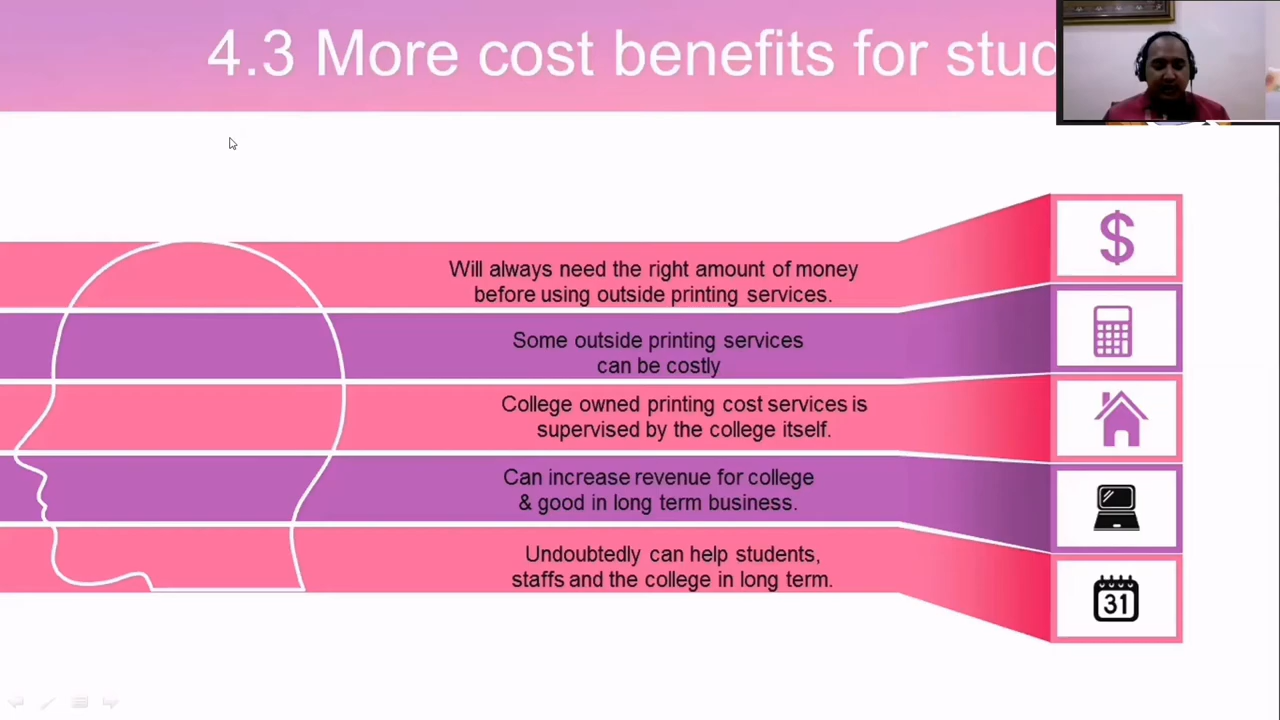 4.3 More cost benefits for stud
$
Will always need the right amount of money
before using outside printing services.
Some outside printing services
can be costly
College owned printing cost services is
supervised by the college itself.
Can increase revenue for college
& good in long term business.
Undoubtedly can help students,
staffs and the college in long term.
31